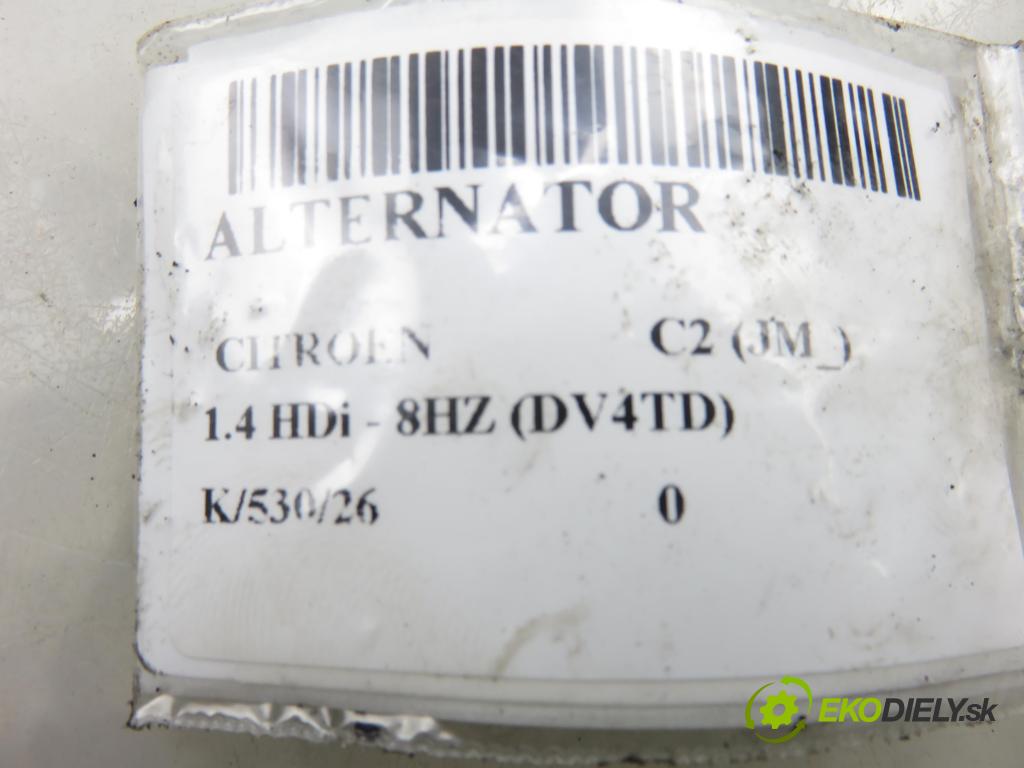 ALTERNATOR
CITROEN C2 (JM_)
1.4 HDi - 8HZ (DV4TD)
K/530/26 0
EKODIELY.sk